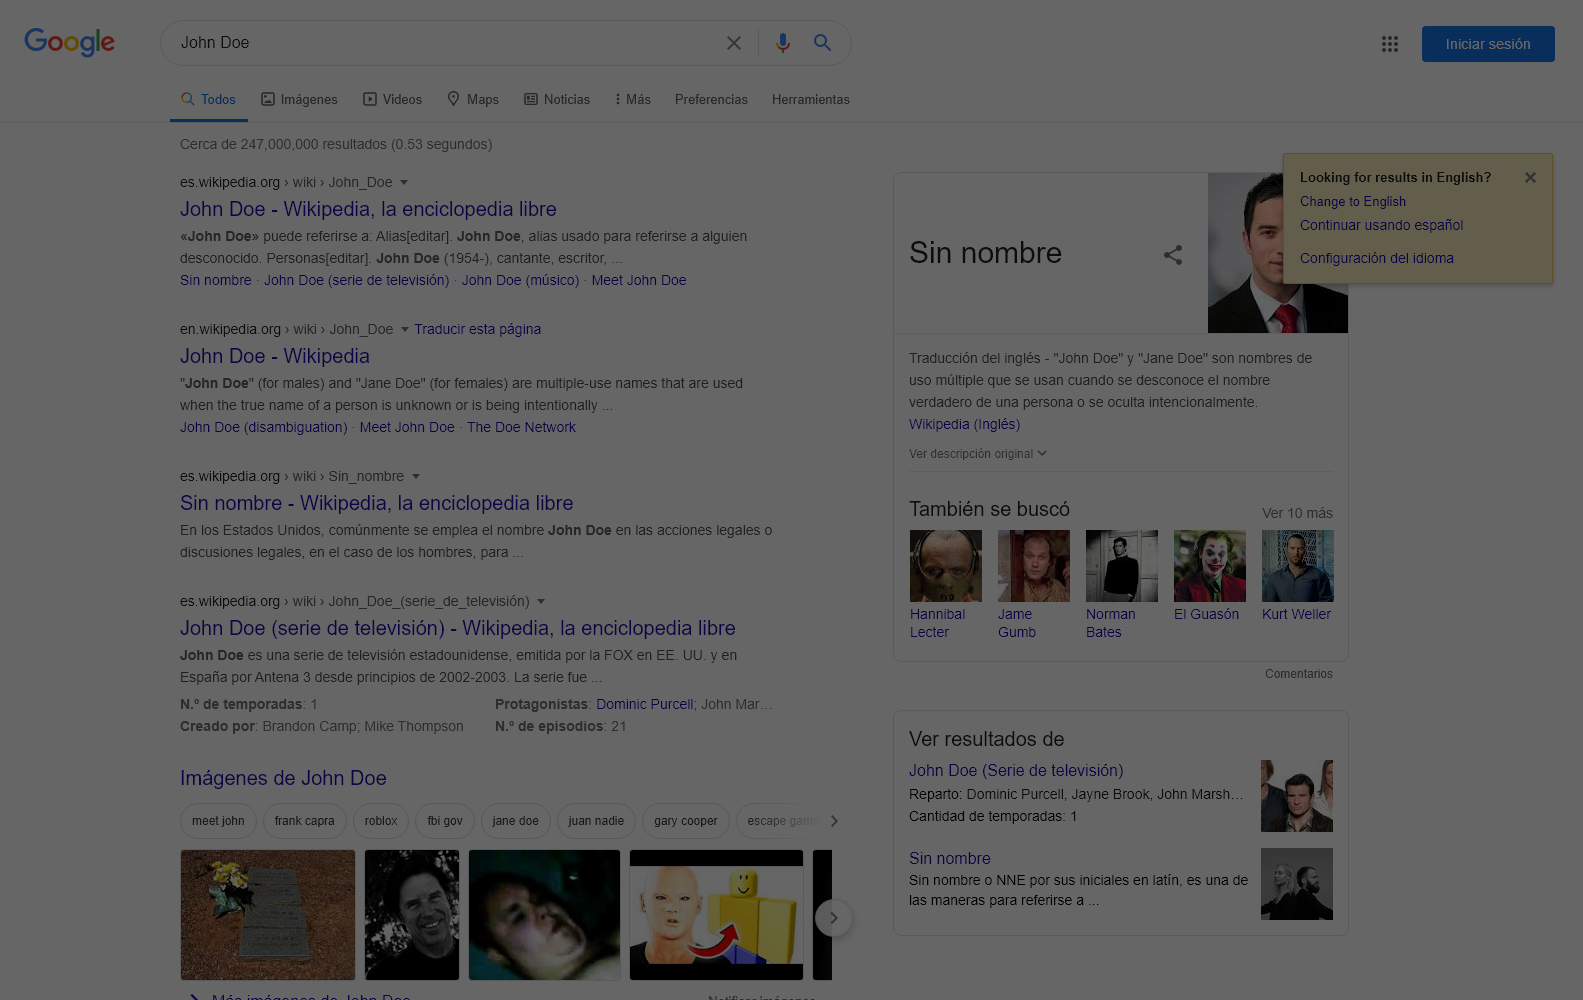 Google
John Doe
Iniciar sesión
Todos
Imágenes
Videos
Maps
Noticias
Más
Preferencias
Herramientas
Cerca de 247,000,000 resultados (0.53 segundos)
es.wikipedia.org › wiki › John_Doe
John Doe - Wikipedia, la enciclopedia libre
«John Doe» puede referirse a: Alias[editar]. John Doe, alias usado para referirse a alguien
desconocido. Personas[editar]. John Doe (1954-), cantante, escritor, ...
Sin nombre · John Doe (serie de televisión) · John Doe (músico) · Meet John Doe
en.wikipedia.org › wiki › John_Doe Traducir esta página
John Doe - Wikipedia
"John Doe" (for males) and "Jane Doe" (for females) are multiple-use names that are used
when the true name of a person is unknown or is being intentionally ...
John Doe (disambiguation) · Meet John Doe · The Doe Network
es.wikipedia.org › wiki › Sin_nombre
Sin nombre - Wikipedia, la enciclopedia libre
En los Estados Unidos, comúnmente se emplea el nombre John Doe en las acciones legales o
discusiones legales, en el caso de los hombres, para ...
es.wikipedia.org › wiki › John_Doe_(serie_de_televisión)
John Doe (serie de televisión) - Wikipedia, la enciclopedia libre
John Doe es una serie de televisión estadounidense, emitida por la FOX en EE. UU. y en
España por Antena 3 desde principios de 2002-2003. La serie fue ...
N.º de temporadas: 1
Protagonistas: Dominic Purcell; John Mar...
Creado por: Brandon Camp; Mike Thompson
N.º de episodios: 21
Imágenes de John Doe
meet john
frank capra
roblox
fbi gov
jane doe
juan nadie
gary cooper
escape game
Más imágenes de John Doe
Notificar imágenes
Looking for results in English?
Change to English
Continuar usando español
Configuración del idioma
Sin nombre
Traducción del inglés - "John Doe" y "Jane Doe" son nombres de
uso múltiple que se usan cuando se desconoce el nombre
verdadero de una persona o se oculta intencionalmente.
Wikipedia (Inglés)
Ver descripción original
También se buscó
Ver 10 más
Hannibal
Lecter
Jame
Gumb
Norman
Bates
El Guasón
Kurt Weller
Comentarios
Ver resultados de
John Doe (Serie de televisión)
Reparto: Dominic Purcell, Jayne Brook, John Marsh...
Cantidad de temporadas: 1
Sin nombre
Sin nombre o NNE por sus iniciales en latín, es una de
las maneras para referirse a ...